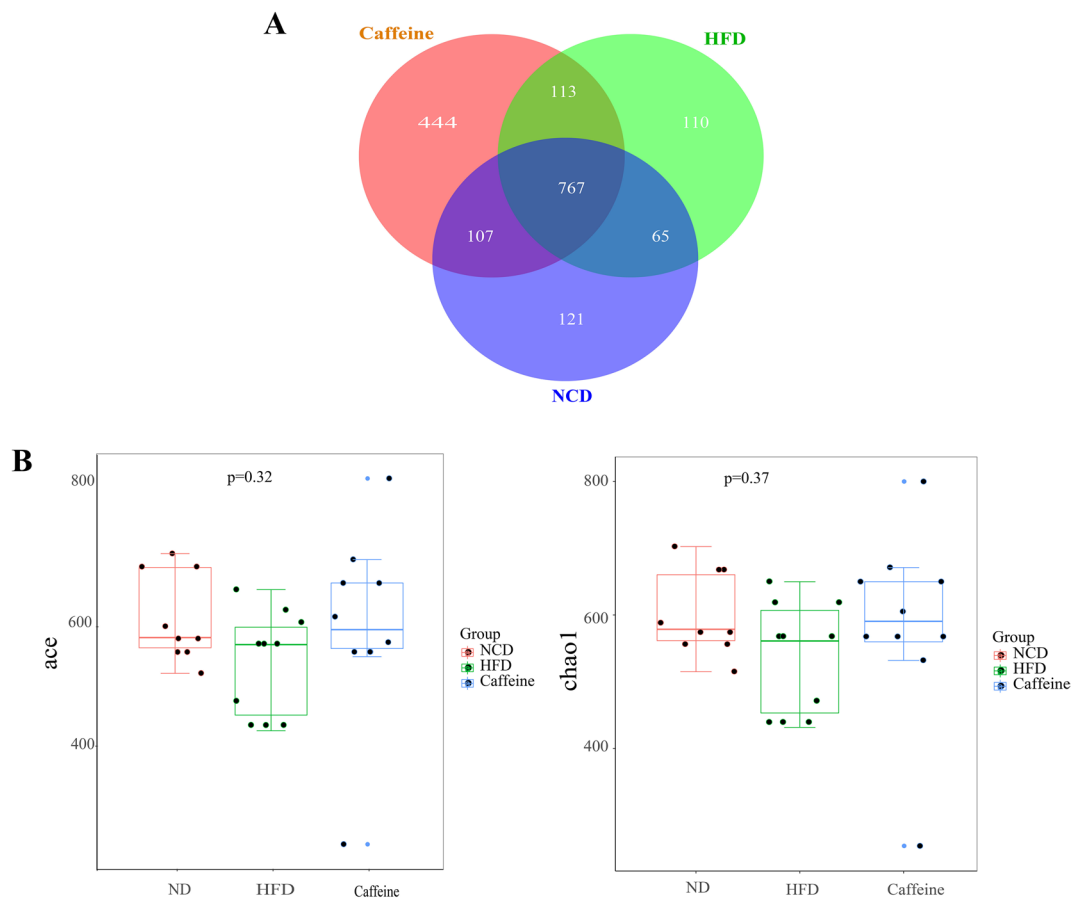 A
Caffeine
HFD
113
444
110
767
107
65
121
NCD
B
p=0.32
800
600
400
ace
ND
HFD
Caffeine
Group
NCD
HFD
Caffeine
p=0.37
800
600
400
chao1
ND
HFD
Caffeine
Group
NCD
HFD
Caffeine